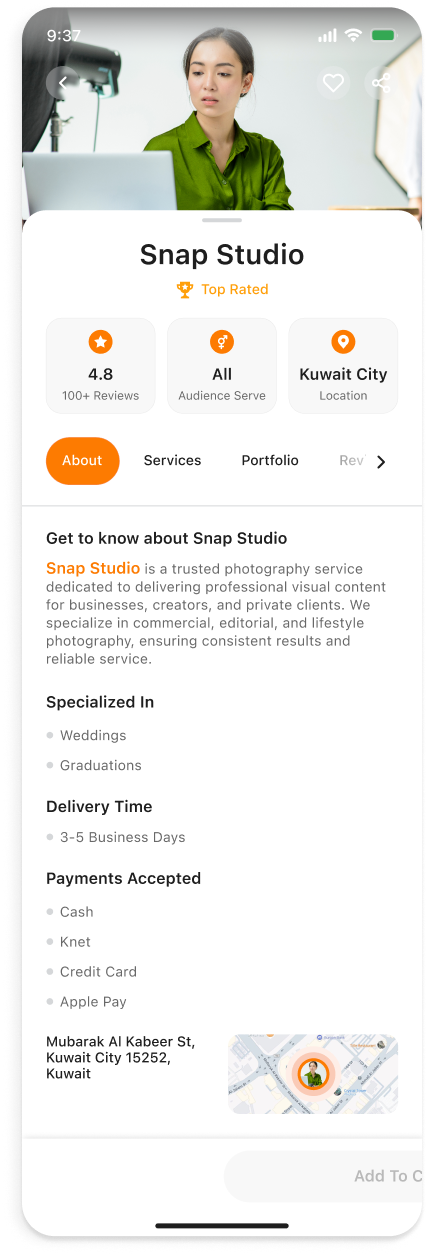 9:37
Snap Studio
Top Rated
4.8
100+ Reviews
All
Audience Serve
Kuwait City
Location
About
Services
Portfolio
Rev
Get to know about Snap Studio
Snap Studio is a trusted photography service
dedicated to delivering professional visual content
for businesses, creators, and private clients. We
specialize in commercial, editorial, and lifestyle
photography, ensuring consistent results and
reliable service.
Specialized In
Weddings
Graduations
Delivery Time
3-5 Business Days
Payments Accepted
Cash
Knet
Credit Card
Apple Pay
Mubarak Al Kabeer St,
Kuwait City 15252,
Kuwait
Add To C